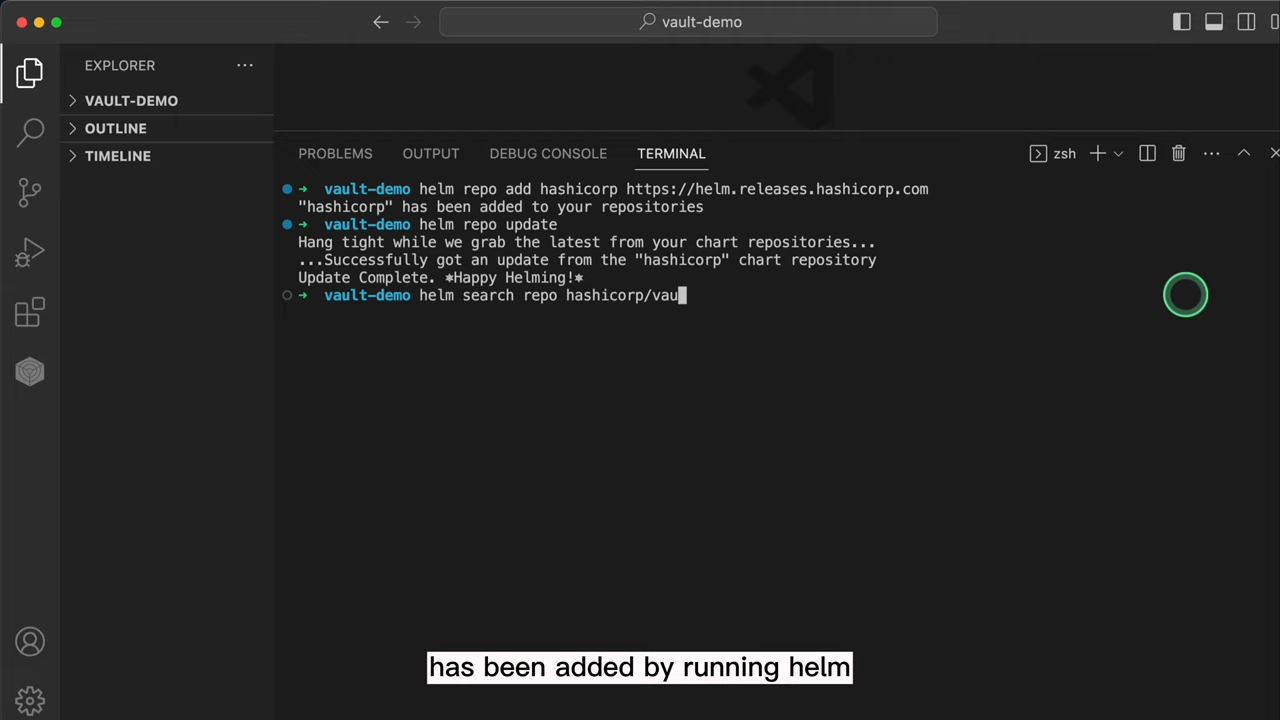 vault-demo
EXPLORER
VAULT-DEMO
OUTLINE
TIMELINE
PROBLEMS OUTPUT DEBUG CONSOLE TERMINAL
zsh
➜ vault-demo helm repo add hashicorp https://helm.releases.hashicorp.com
"hashicorp" has been added to your repositories
➜ vault-demo helm repo update
Hang tight while we grab the latest from your chart repositories...
...Successfully got an update from the "hashicorp" chart repository
Update Complete. ⎈Happy Helming!⎈
➜ vault-demo helm search repo hashicorp/vau
has been added by running helm